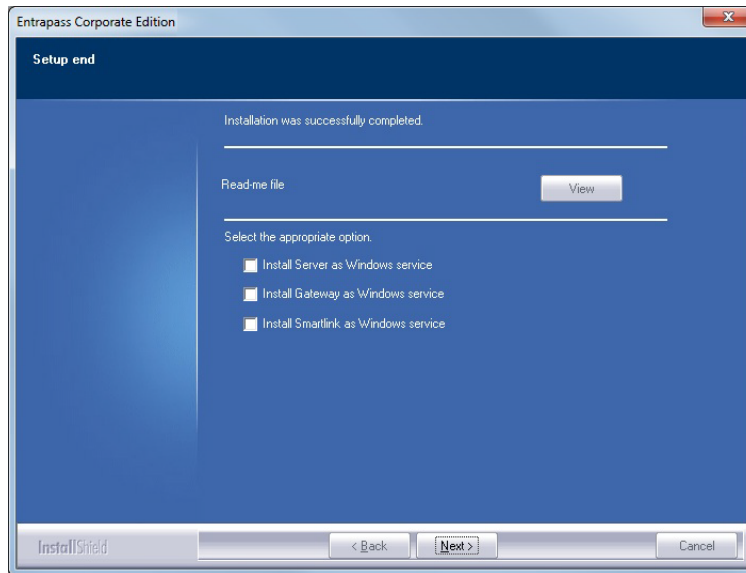 Entrapass Corporate Edition
Setup end
Installation was successfully completed.
Read-me file
View
Select the appropriate option.
Install Server as Windows service
Install Gateway as Windows service
Install Smartlink as Windows service
InstallShield
< Back
Next >
Cancel